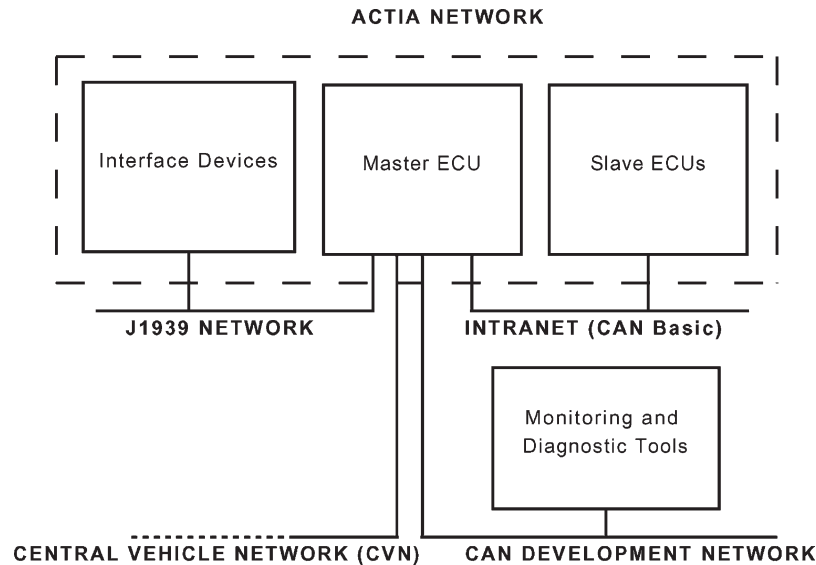 ACTIA NETWORK
Interface Devices
Master ECU
Slave ECUs
J1939 NETWORK
INTRANET (CAN Basic)
Monitoring and
Diagnostic Tools
CENTRAL VEHICLE NETWORK (CVN)
CAN DEVELOPMENT NETWORK